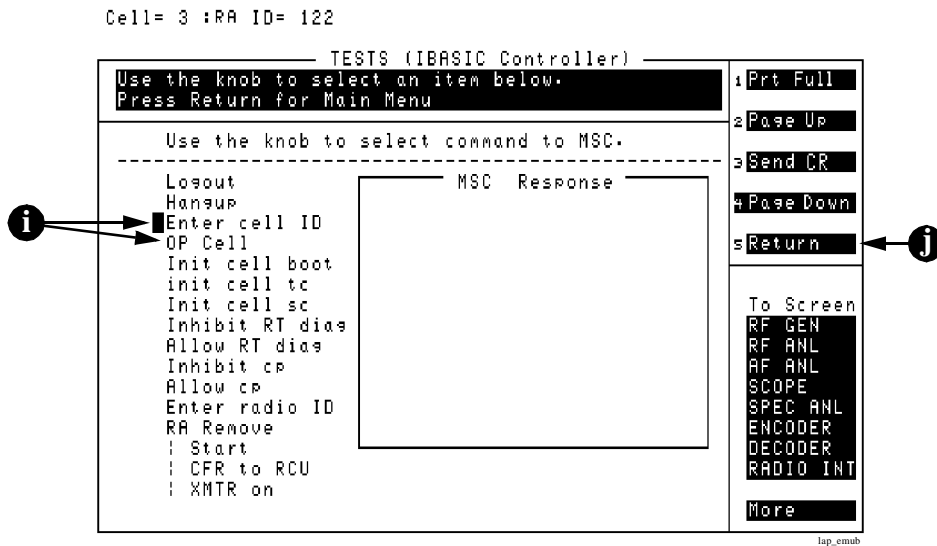 Cell= 3 :RA ID= 122
TESTS (IBASIC Controller)
Use the knob to select an item below.
Press Return for Main Menu
Use the knob to select command to MSC.
Logout
Hangup
Enter cell ID
OP Cell
Init cell boot
init cell tc
Init cell sc
Inhibit RT diag
Allow RT diag
Inhibit cp
Allow cp
Enter radio ID
RA Remove
¦ Start
¦ CFR to RCU
¦ XMTR on
MSC Response
i
1 Prt Full
2 Page Up
3 Send CR
4 Page Down
5 Return
j
To Screen
RF GEN
RF ANL
AF ANL
SCOPE
SPEC ANL
ENCODER
DECODER
RADIO INT
More
lap_emub